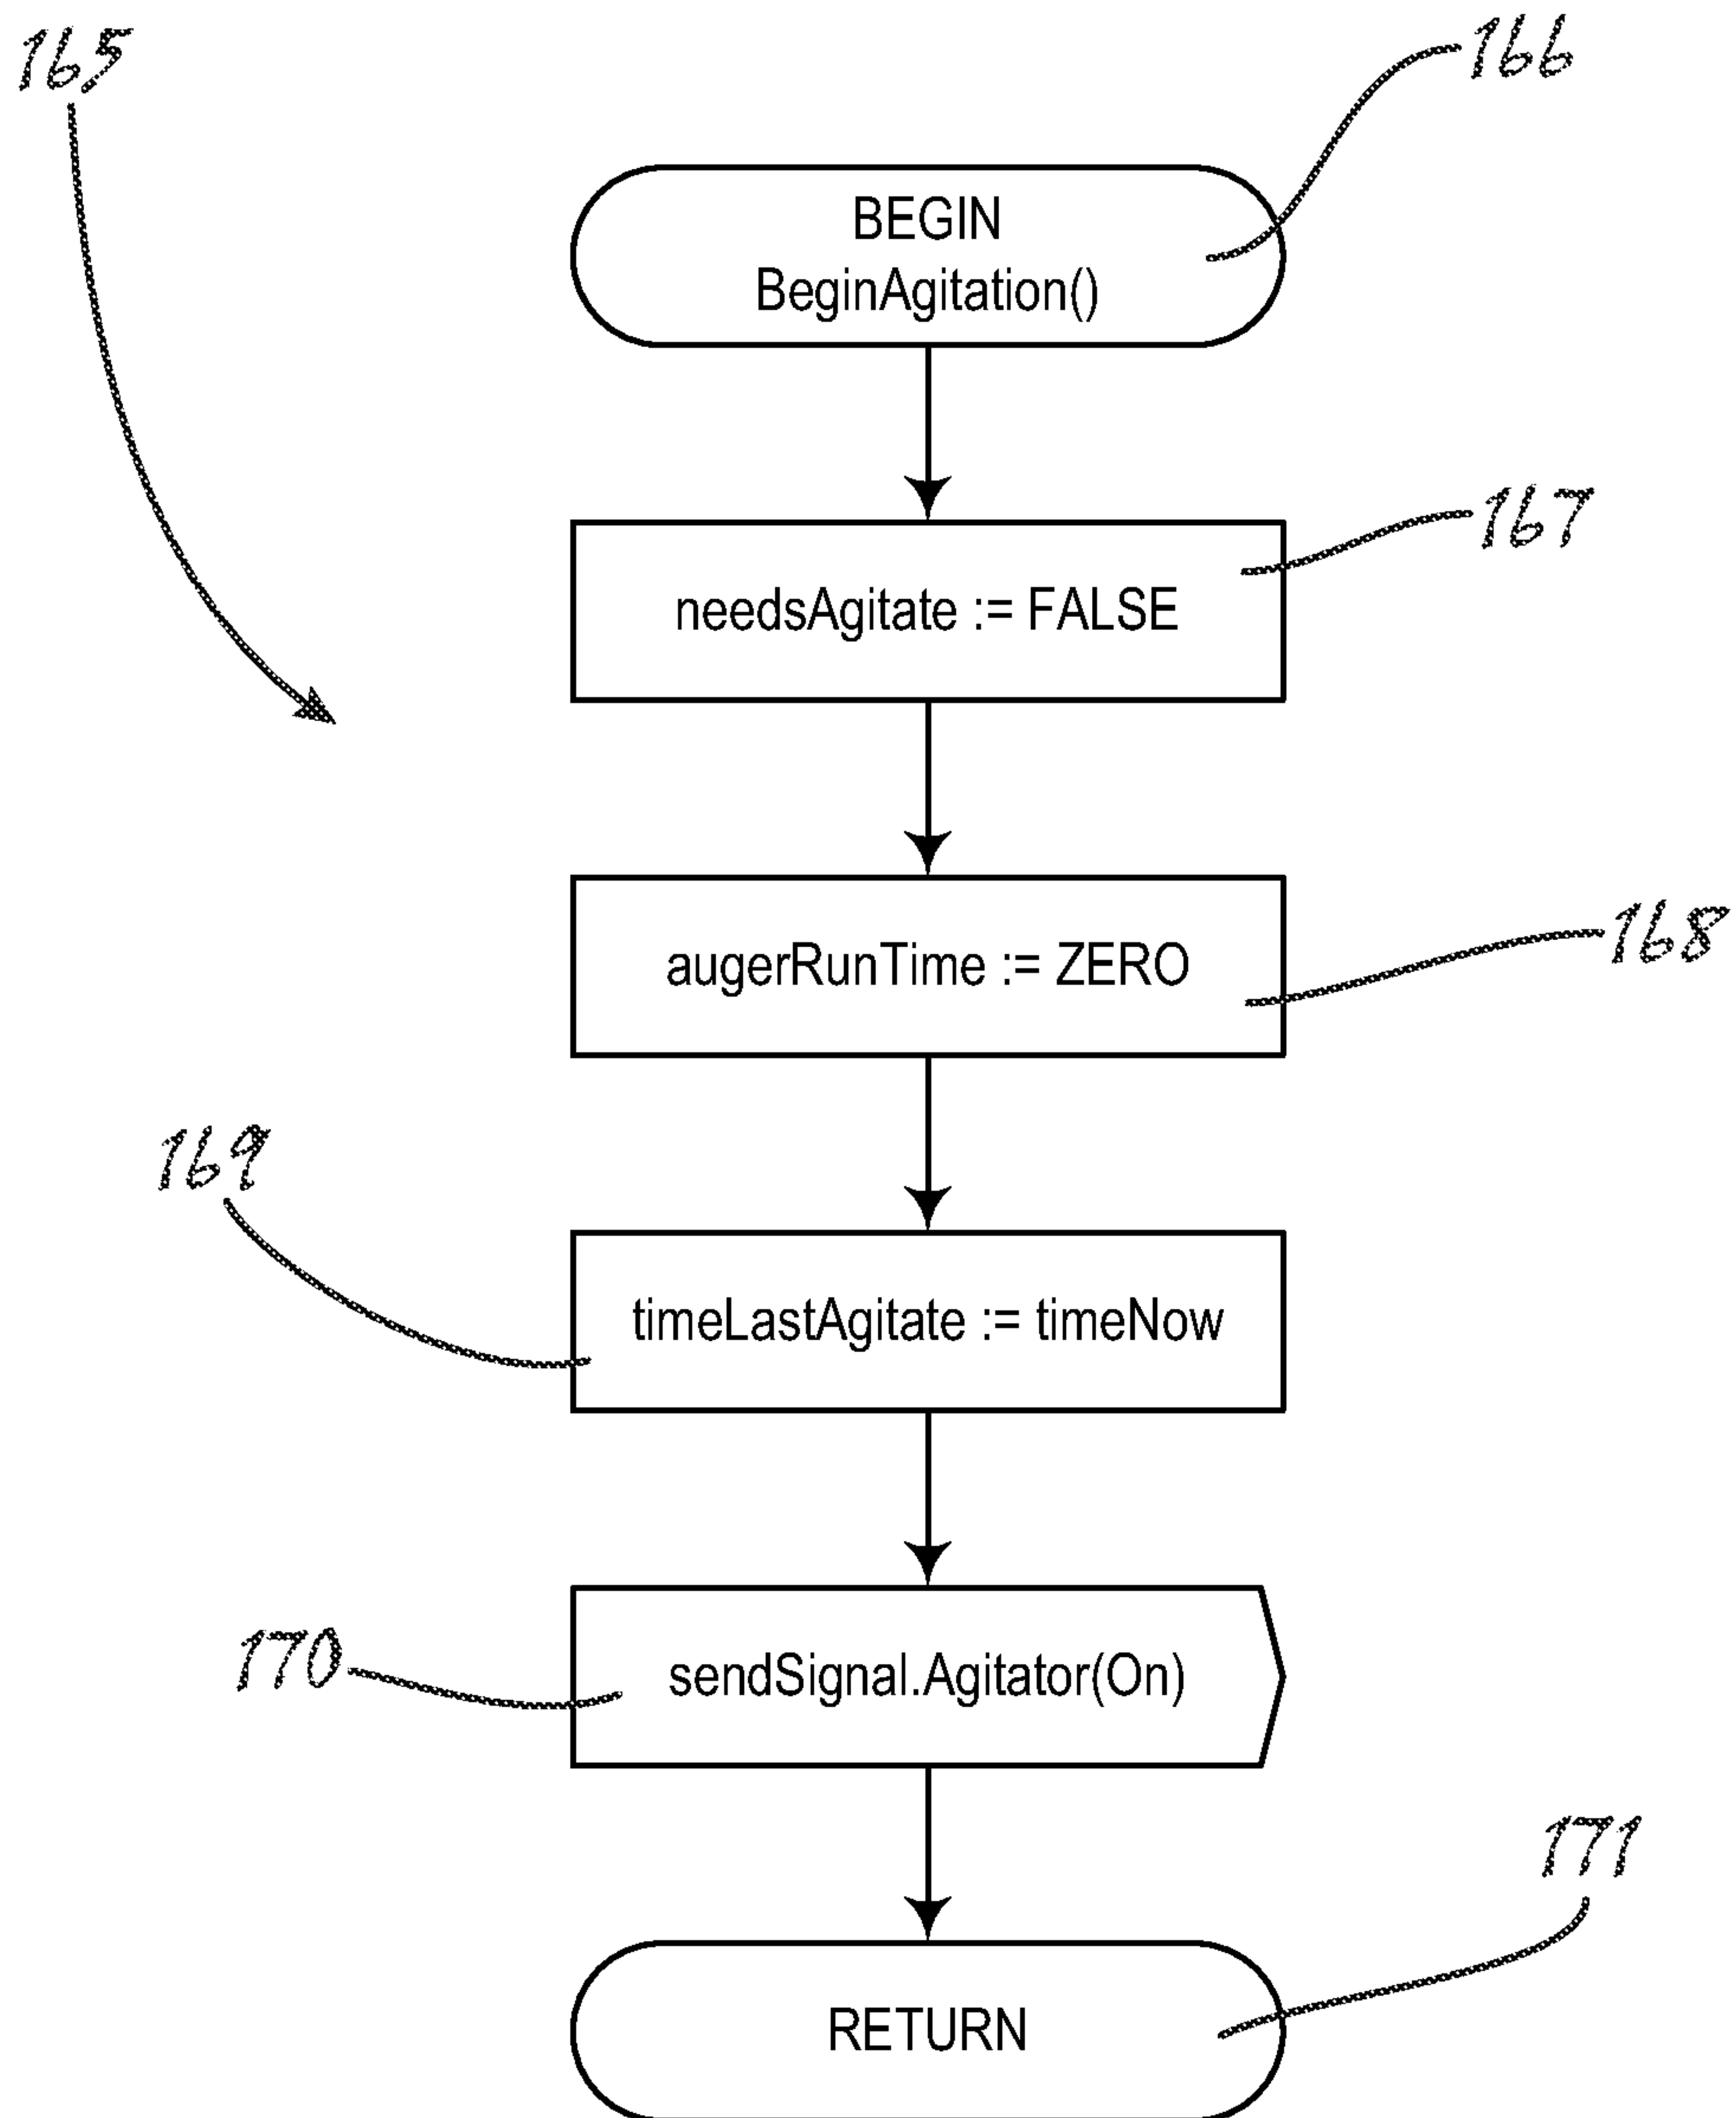 165
166
BEGIN
BeginAgitation()
167
needsAgitate := FALSE
168
augerRunTime := ZERO
169
timeLastAgitate := timeNow
170
sendSignal.Agitator(On)
171
RETURN